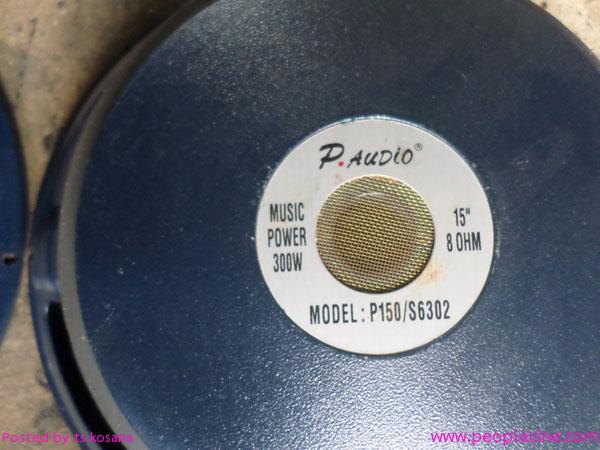 P.AUDIO®
MUSIC
POWER
300W
15"
8 OHM
MODEL: P150/S6302
Posted by ts.kosana
www.peoplecine.com